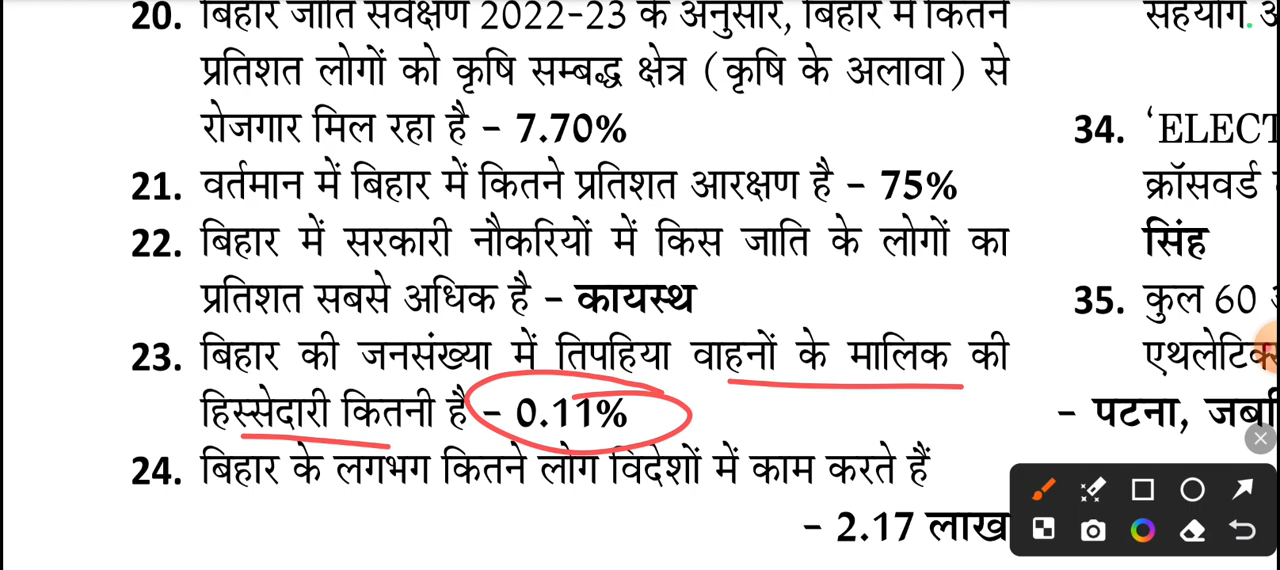 20. बिहार जाति सर्वेक्षण 2022-23 के अनुसार, बिहार में कितने
प्रतिशत लोगों को कृषि सम्बद्ध क्षेत्र (कृषि के अलावा) से
रोजगार मिल रहा है – 7.70%
21. वर्तमान में बिहार में कितने प्रतिशत आरक्षण है – 75%
22. बिहार में सरकारी नौकरियों में किस जाति के लोगों का
प्रतिशत सबसे अधिक है – कायस्थ
23. बिहार की जनसंख्या में तिपहिया वाहनों के मालिक की
हिस्सेदारी कितनी है – 0.11%
24. बिहार के लगभग कितने लोग विदेशों में काम करते हैं
– 2.17 लाख
सहयोग.
34. ‘ELECT
क्रॉसवर्ड
सिंह
35. कुल 60
एथलेटिक्स
– पटना,